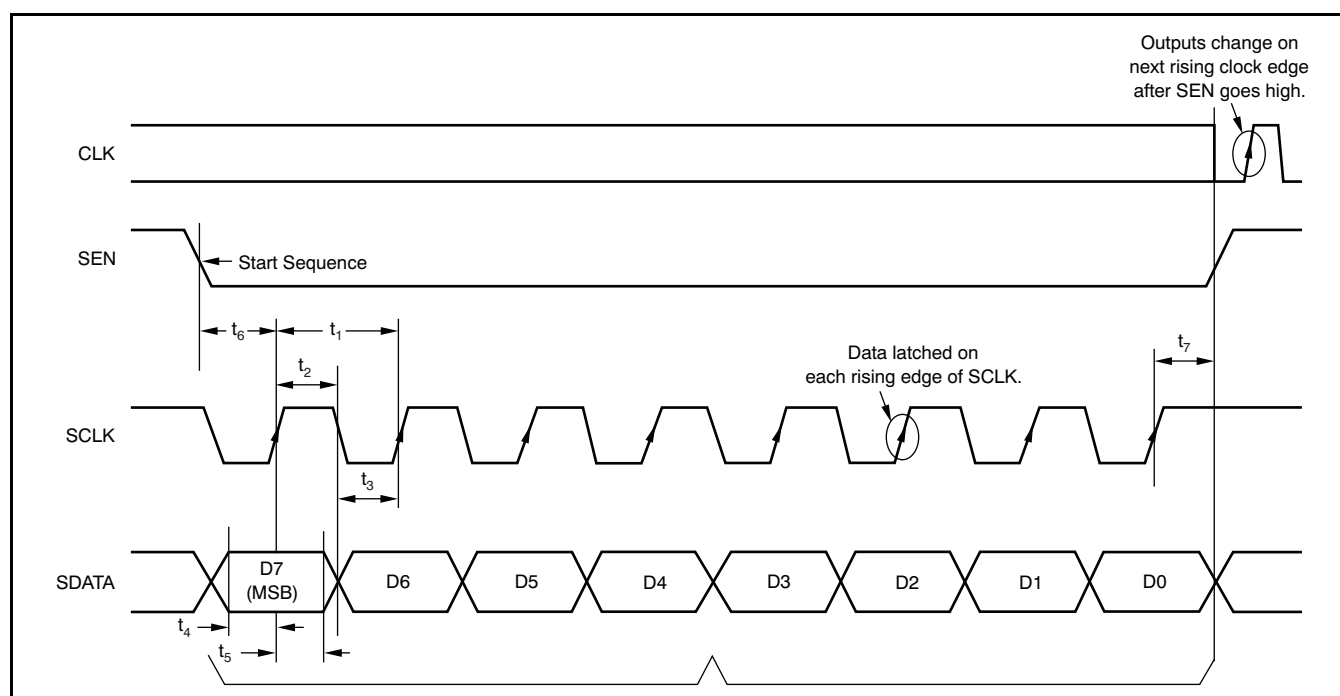 Outputs change on
next rising clock edge
after SEN goes high.
CLK
SEN
Start Sequence
t6
t1
t2
Data latched on
each rising edge of SCLK.
t7
SCLK
t3
SDATA
D7
(MSB)
D6
D5
D4
D3
D2
D1
D0
t4
t5